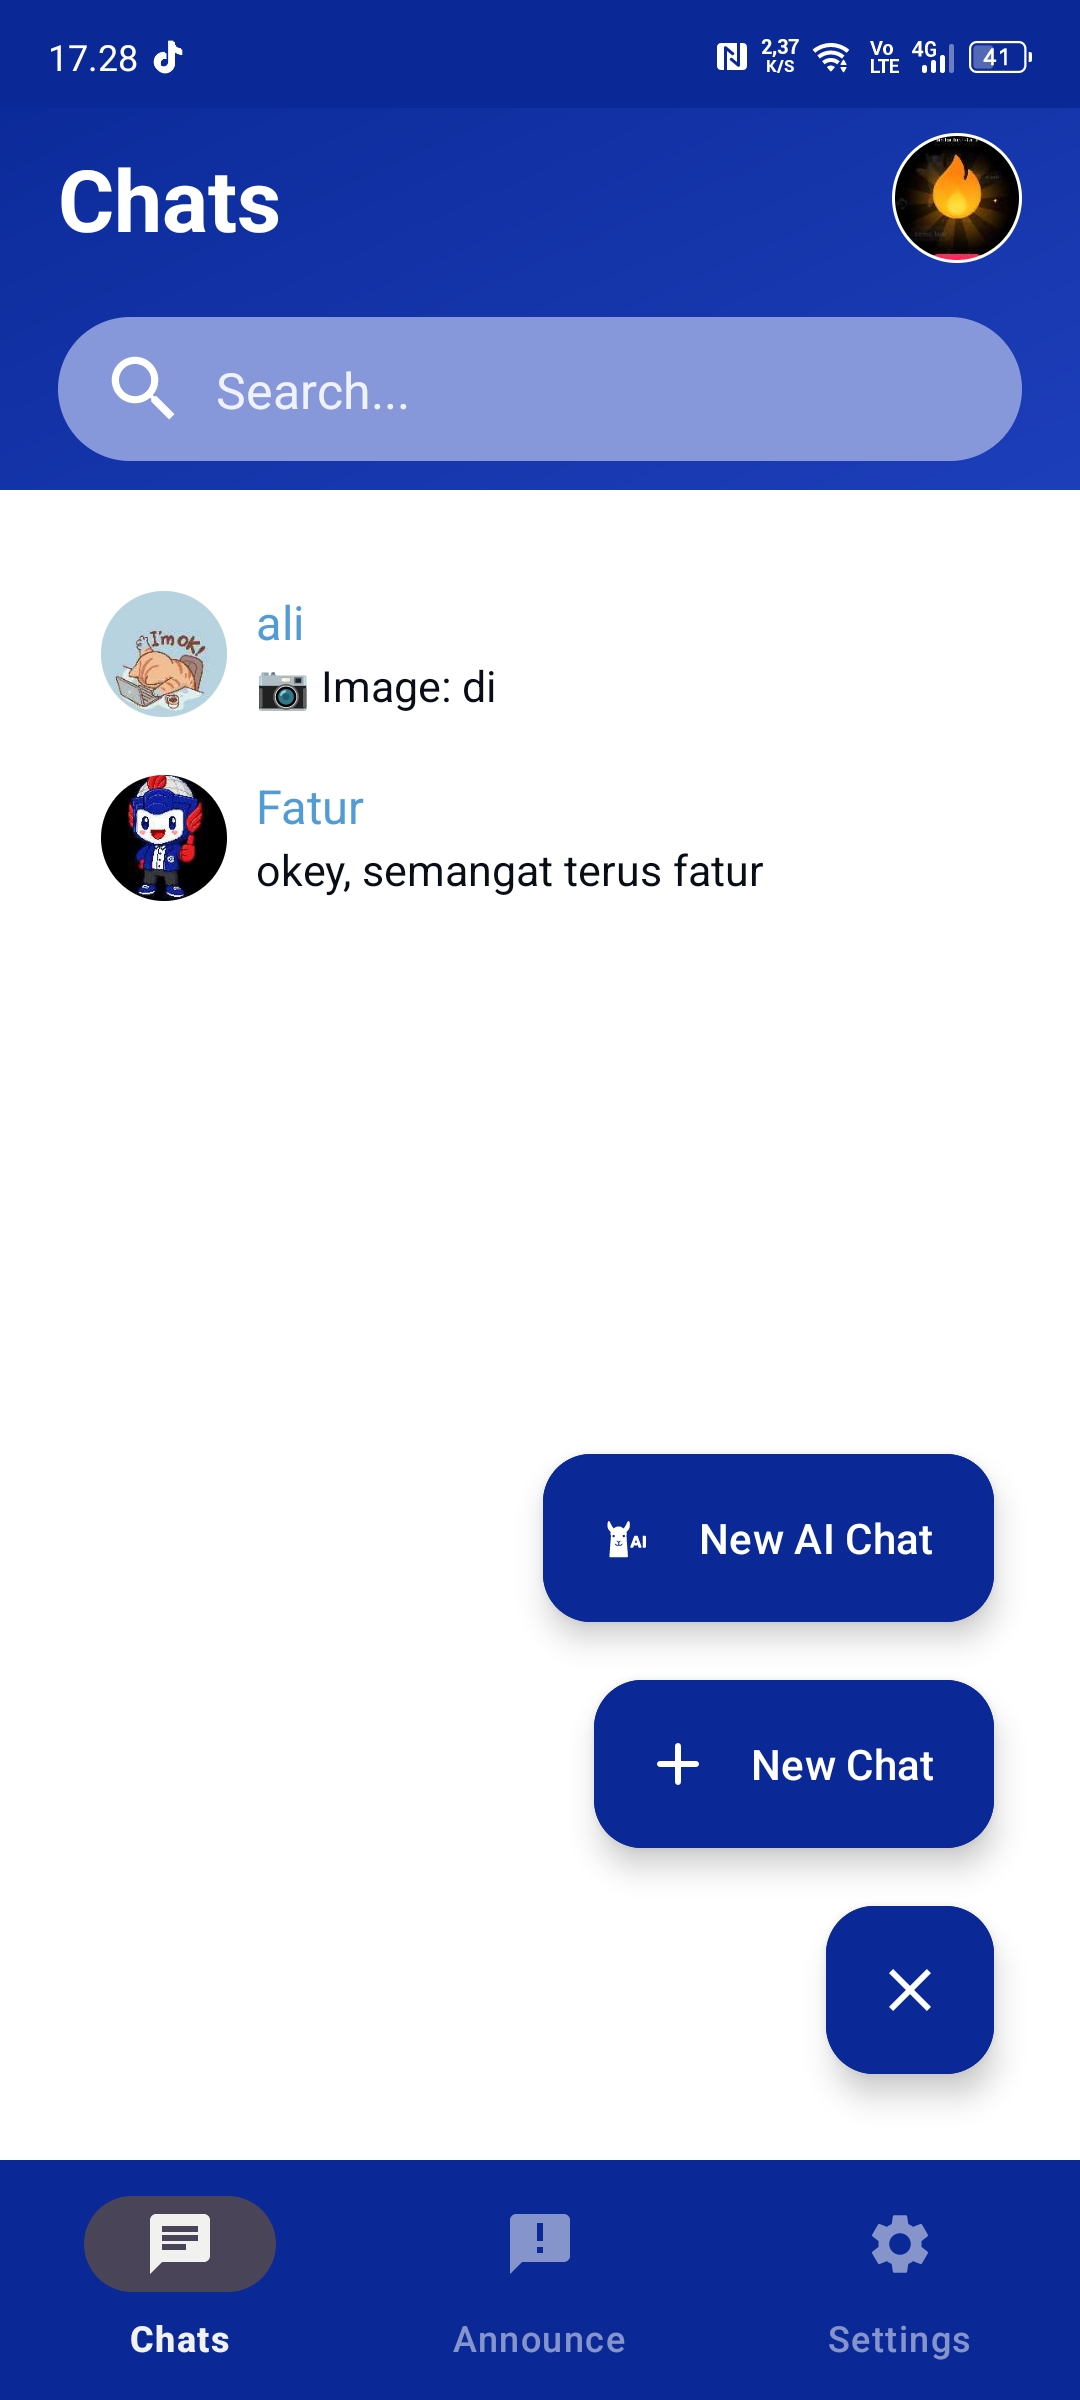 17.28
2,37
K/S
Vo
LTE
4G
41
Chats
Search...
I'm OK!
ali
Image: di
Fatur
okey, semangat terus fatur
AI
New AI Chat
New Chat
Chats
Announce
Settings